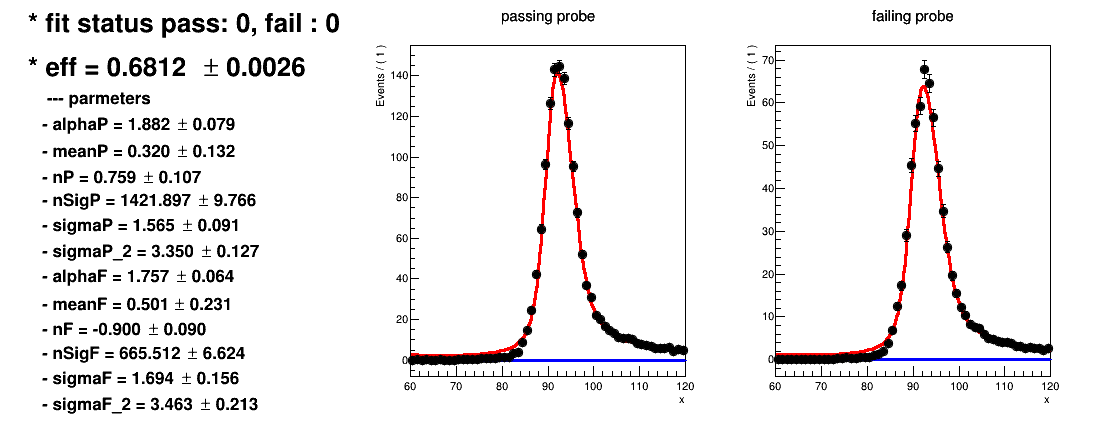 * fit status pass: 0, fail : 0
* eff = 0.6812 ± 0.0026
--- parmeters
- alphaP = 1.882 ± 0.079
- meanP = 0.320 ± 0.132
- nP = 0.759 ± 0.107
- nSigP = 1421.897 ± 9.766
- sigmaP = 1.565 ± 0.091
- sigmaP_2 = 3.350 ± 0.127
- alphaF = 1.757 ± 0.064
- meanF = 0.501 ± 0.231
- nF = -0.900 ± 0.090
- nSigF = 665.512 ± 6.624
- sigmaF = 1.694 ± 0.156
- sigmaF_2 = 3.463 ± 0.213
passing probe
Events / ( 1 )
140
120
100
80
60
40
20
0
60 70 80 90 100 110 120
x
failing probe
Events / ( 1 )
70
60
50
40
30
20
10
0
60 70 80 90 100 110 120
x